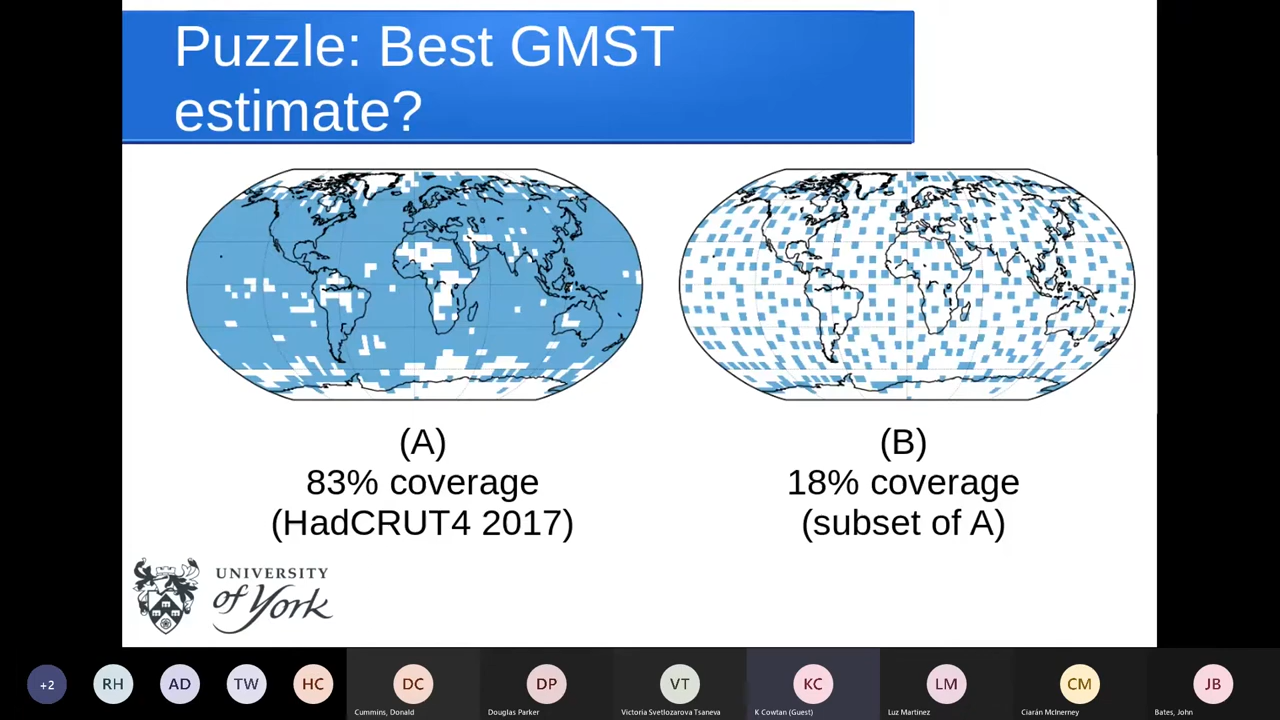 Puzzle: Best GMST
estimate?
(A)
83% coverage
(HadCRUT4 2017)
(B)
18% coverage
(subset of A)
UNIVERSITY
of York
+2
RH
AD
TW
HC
DC
Cummins, Donald
DP
Douglas Parker
VT
Victoria Svetlozarova Tsaneva
KC
K Cowtan (Guest)
LM
Luz Martinez
CM
Ciarán McInerney
JB
Bates, John